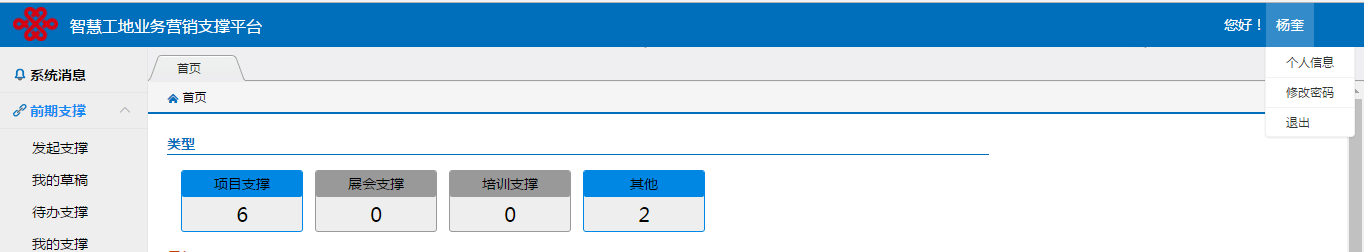 智慧工地业务营销支撑平台
您好！ 杨奎
个人信息
修改密码
退出
系统消息
前期支撑
发起支撑
我的草稿
待办支撑
我的支撑
首页
首页
类型
项目支撑
6
展会支撑
0
培训支撑
0
其他
2